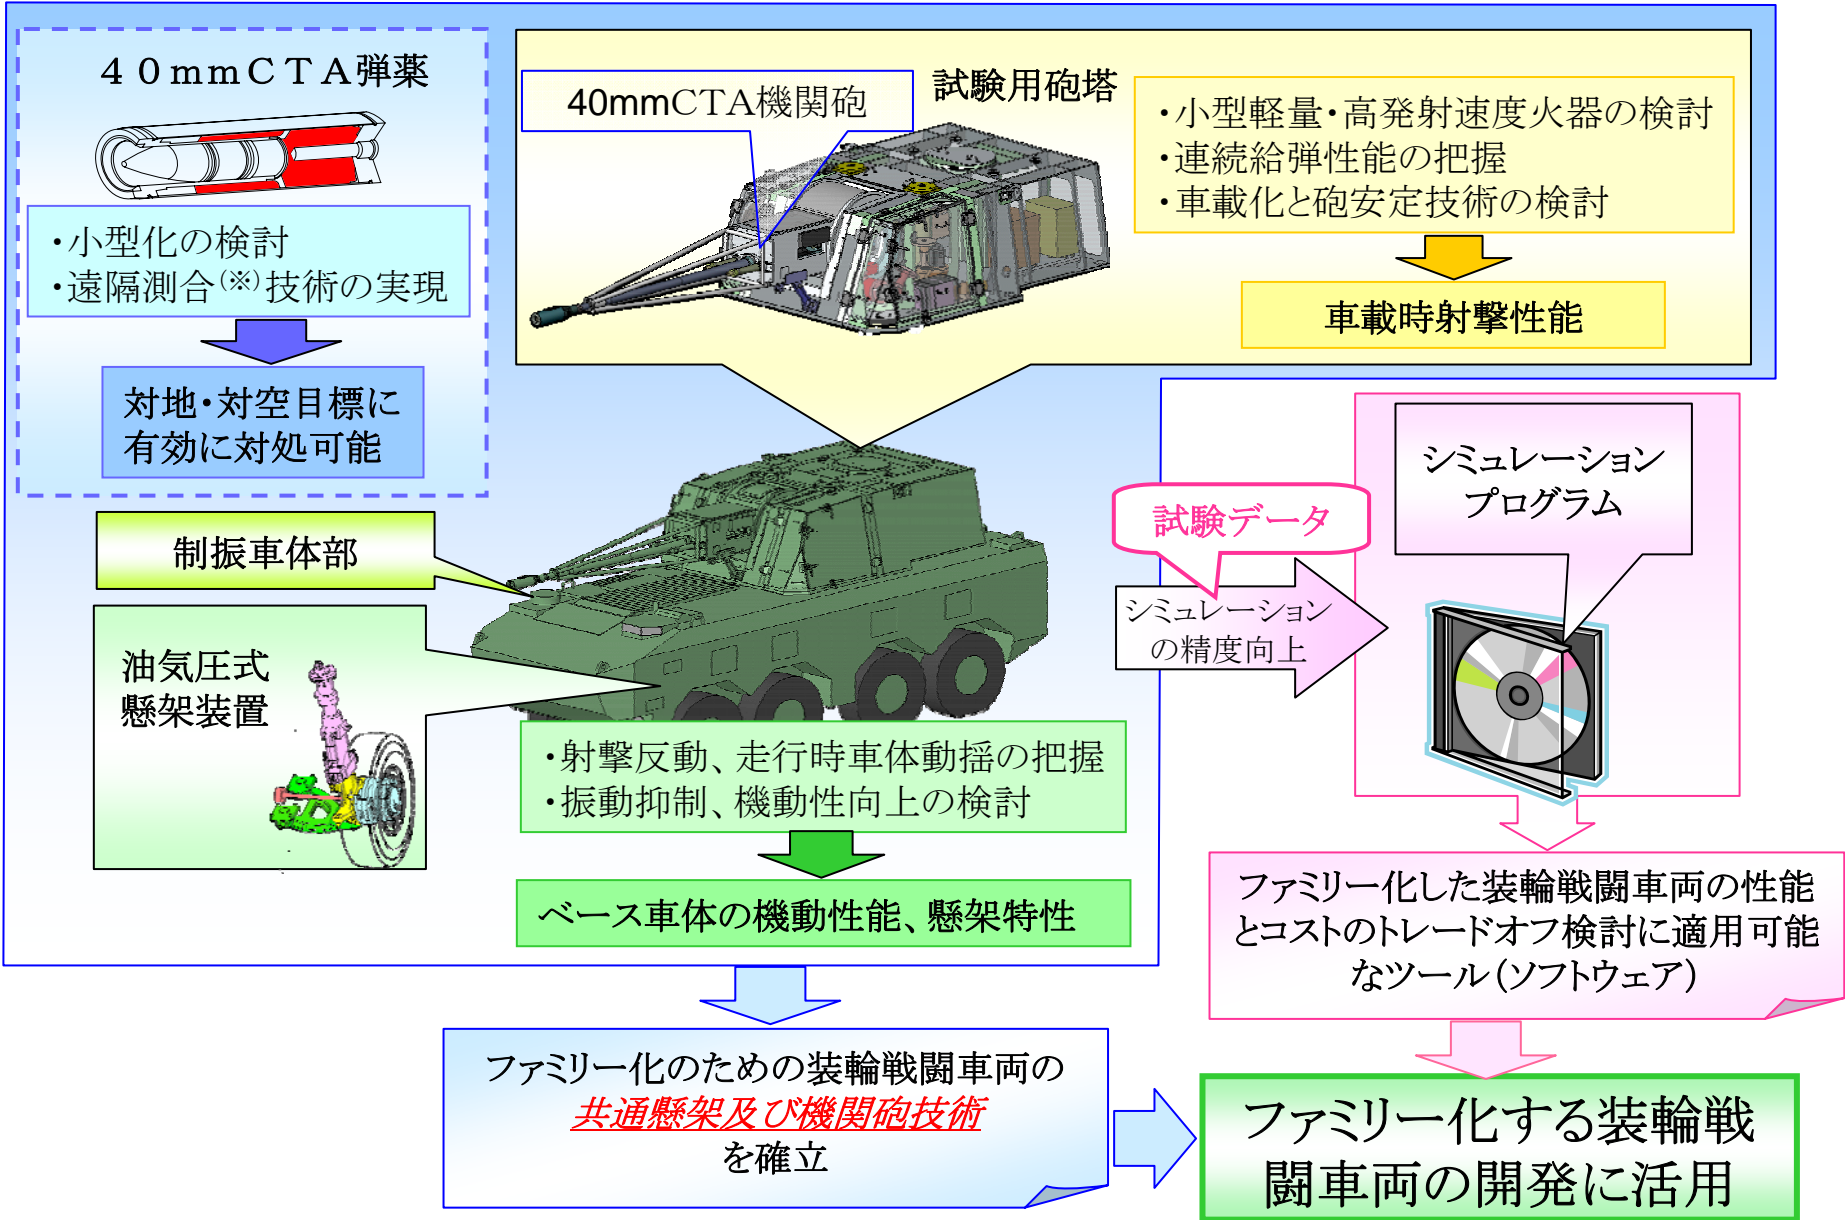 ４０ｍｍＣＴＡ弾薬
・小型化の検討
・遠隔測合(※)技術の実現
対地・対空目標に
有効に対処可能
40mmCTA機関砲
試験用砲塔
・小型軽量・高発射速度火器の検討
・連続給弾性能の把握
・車載化と砲安定技術の検討
車載時射撃性能
制振車体部
油気圧式
懸架装置
・射撃反動、走行時車体動揺の把握
・振動抑制、機動性向上の検討
ベース車体の機動性能、懸架特性
試験データ
シミュレーション
の精度向上
シミュレーション
プログラム
ファミリー化した装輪戦闘車両の性能
とコストのトレードオフ検討に適用可能
なツール（ソフトウェア）
ファミリー化のための装輪戦闘車両の
共通懸架及び機関砲技術
を確立
ファミリー化する装輪戦
闘車両の開発に活用